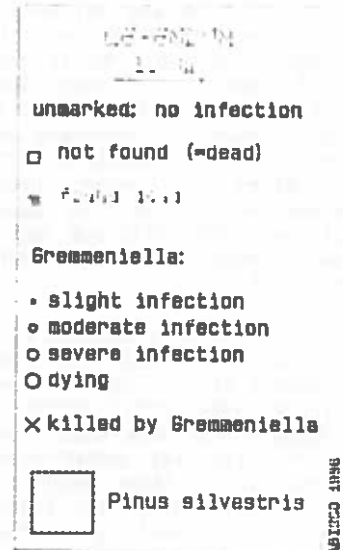 unmarked: no infection
not found (=dead)
Gremmeniella:
slight infection
moderate infection
severe infection
dying
killed by Gremmeniella
Pinus silvestris
1996